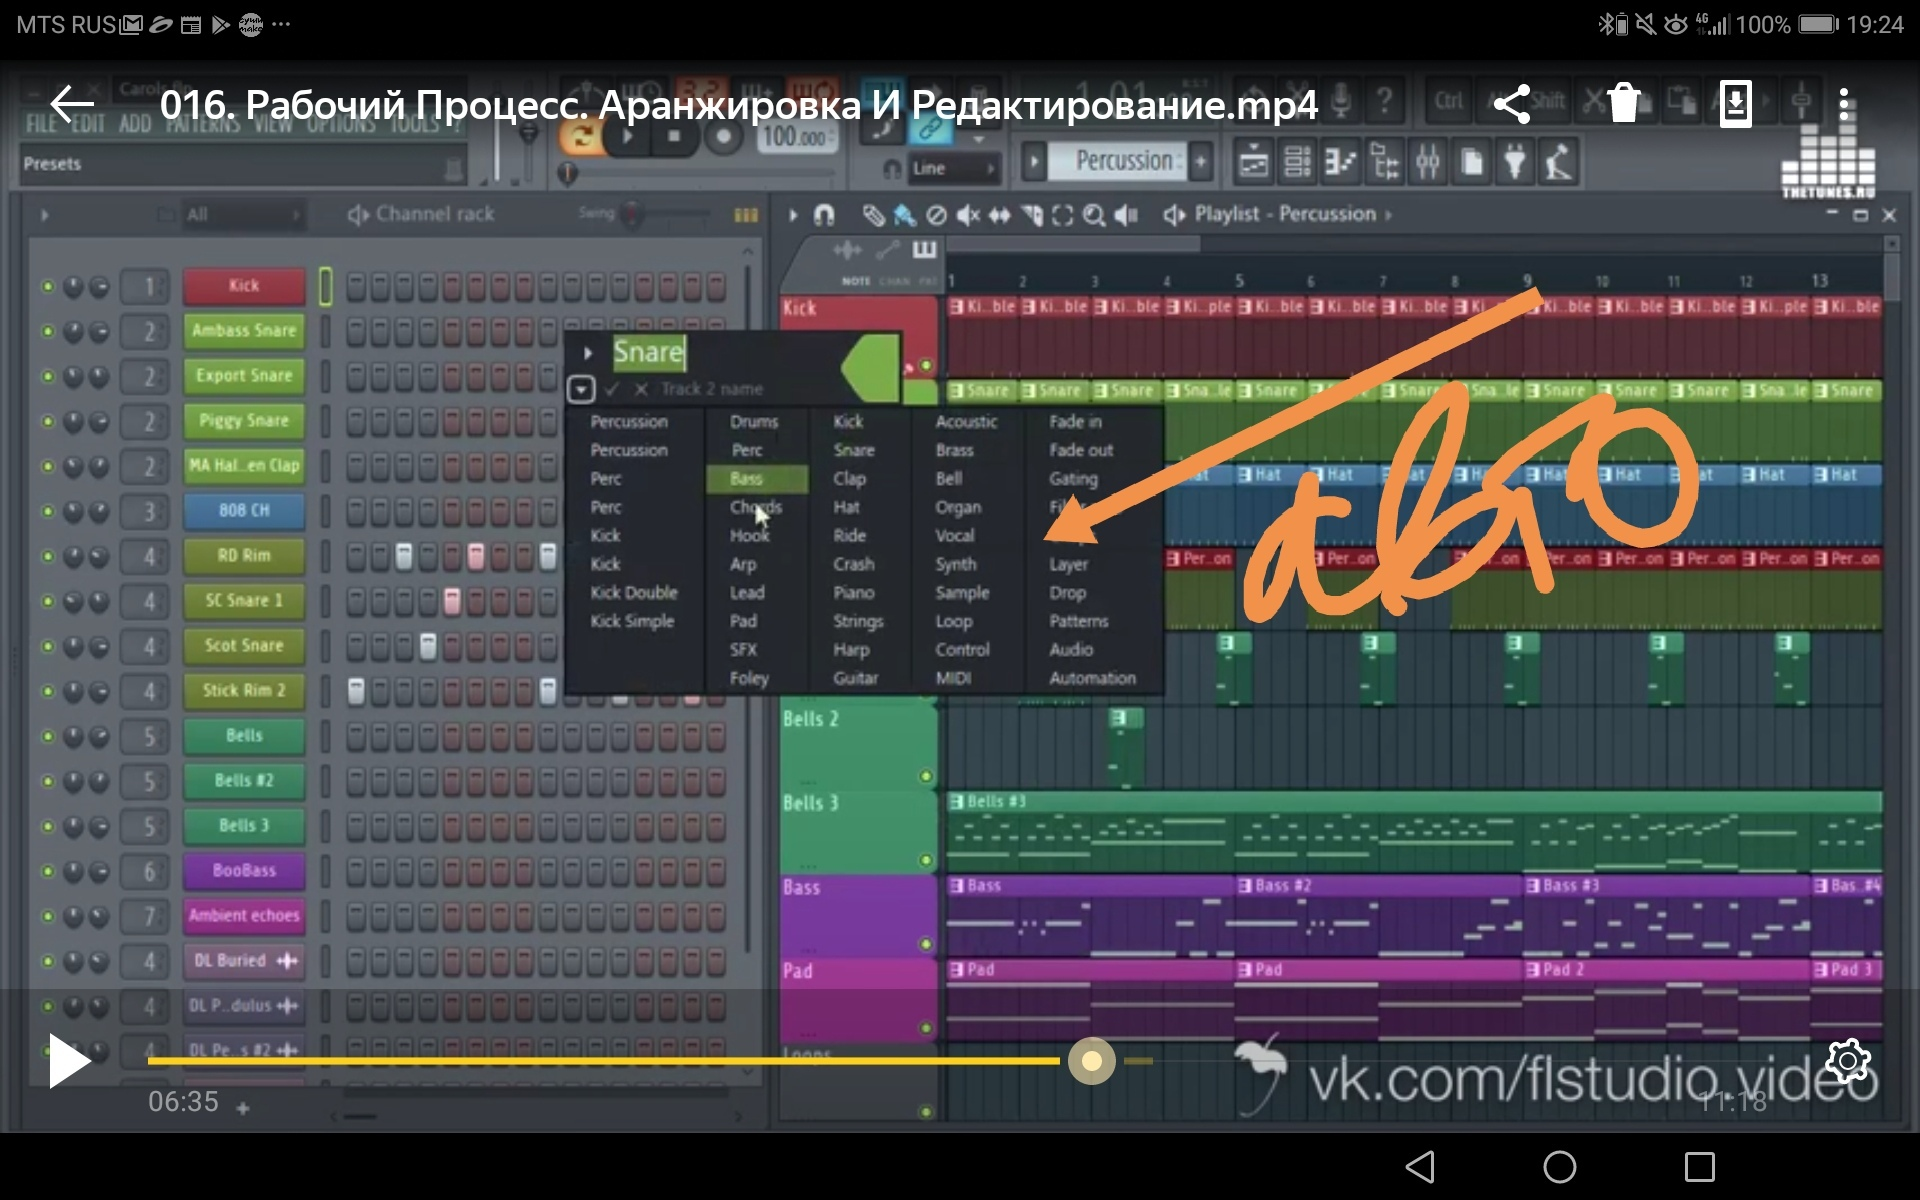 MTS RUS 100% 19:24
016. Рабочий Процесс. Аранжировка И Редактирование.mp4
FILE EDIT ADD PATTERNS VIEW OPTIONS TOOLS ?
100.000
Ctrl Shift
Presets
Line
Percussion
THETUNES.RU
All
Channel rack
Swing
Playlist - Percussion
NOTE CHAN PAT
1 2 3 4 5 6 7 8 9 10 11 12 13
1 Kick
2 Ambass Snare
2 Export Snare
2 Piggy Snare
2 MA Hal..en Clap
3 808 CH
4 RD Rim
4 SC Snare 1
4 Scot Snare
4 Stick Rim 2
5 Bells
5 Bells #2
5 Bells 3
6 BooBass
7 Ambient echoes
4 DL Buried
4 DL P..dulus
4 DL Pe..s #2
Snare
Track 2 name
Percussion Drums Kick Acoustic Fade in
Percussion Perc Snare Brass Fade out
Perc Bass Clap Bell Gating
Perc Chords Hat Organ
Kick Hook Ride Vocal
Kick Arp Crash Synth Layer
Kick Double Lead Piano Sample Drop
Kick Simple Pad Strings Loop Patterns
SFX Harp Control Audio
Foley Guitar MIDI Automation
Kick
Ki..ble Ki..ble Ki..ble Ki..ple Ki..ble Ki..ble Ki..ble Ki..ble Ki..ble Ki..ple Ki..ble
Snare Snare Snare Sna..le Snare Snare Snare Sna..le Snare Snare Snare Sna..le Snare
Hat Hat Hat Hat Hat Hat Hat
Per..on Per..on Per..on Per..on Per..on Per..on Per..on
Bells 2
Bells 3
Bells #3
Bass
Bass Bass #2 Bass #3 Bas..#4
Pad
Pad Pad Pad 2 Pad 3
Loops
vk.com/flstudio.video
06:35
11:18